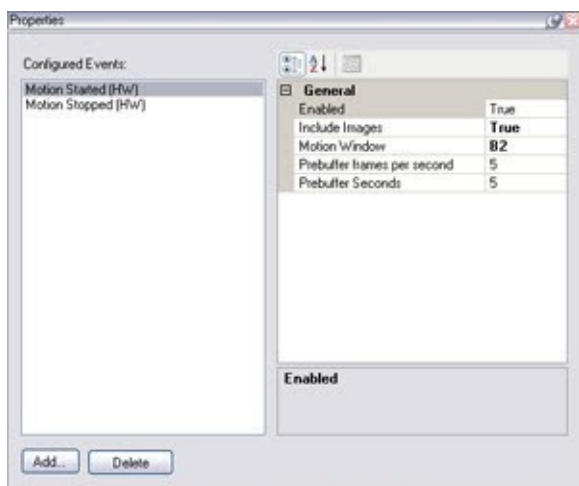 Properties
Configured Events:
Motion Started (HW)
Motion Stopped (HW)
General
Enabled True
Include Images True
Motion Window B2
Prebuffer frames per second 5
Prebuffer Seconds 5
Enabled
Add... Delete